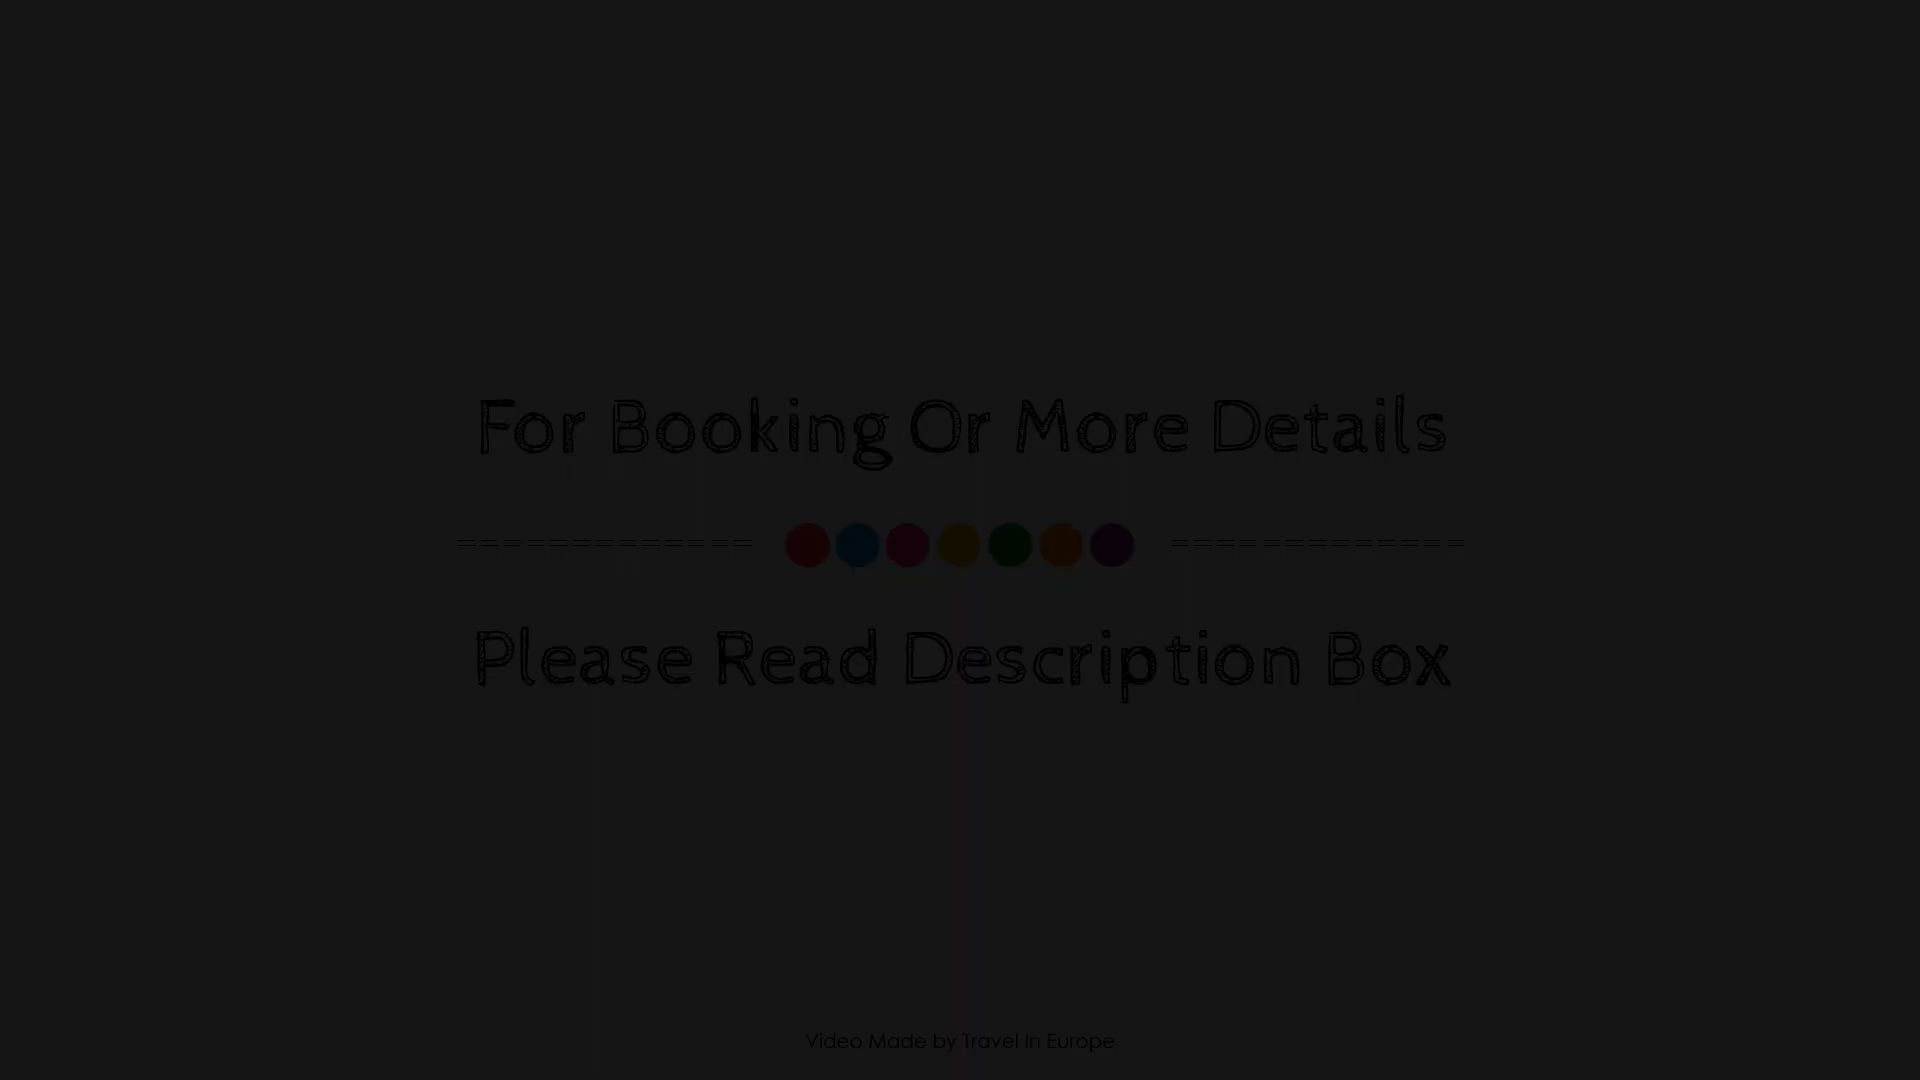 For Booking Or More Details
============= =============
Please Read Description Box
Video Made by Travel In Europe